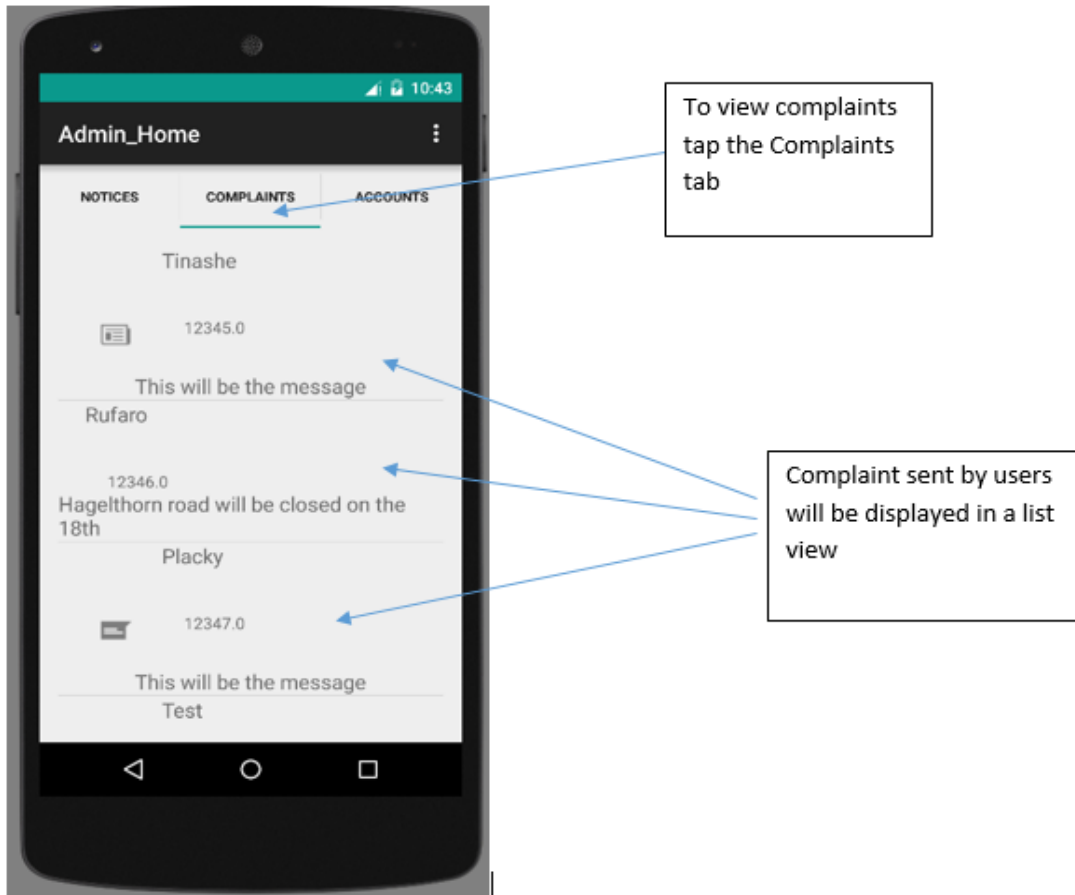 10:43
Admin_Home
NOTICES COMPLAINTS ACCOUNTS
Tinashe
12345.0
This will be the message
Rufaro
12346.0
Hagelthorn road will be closed on the
18th
Placky
12347.0
This will be the message
Test
To view complaints
tap the Complaints
tab
Complaint sent by users
will be displayed in a list
view